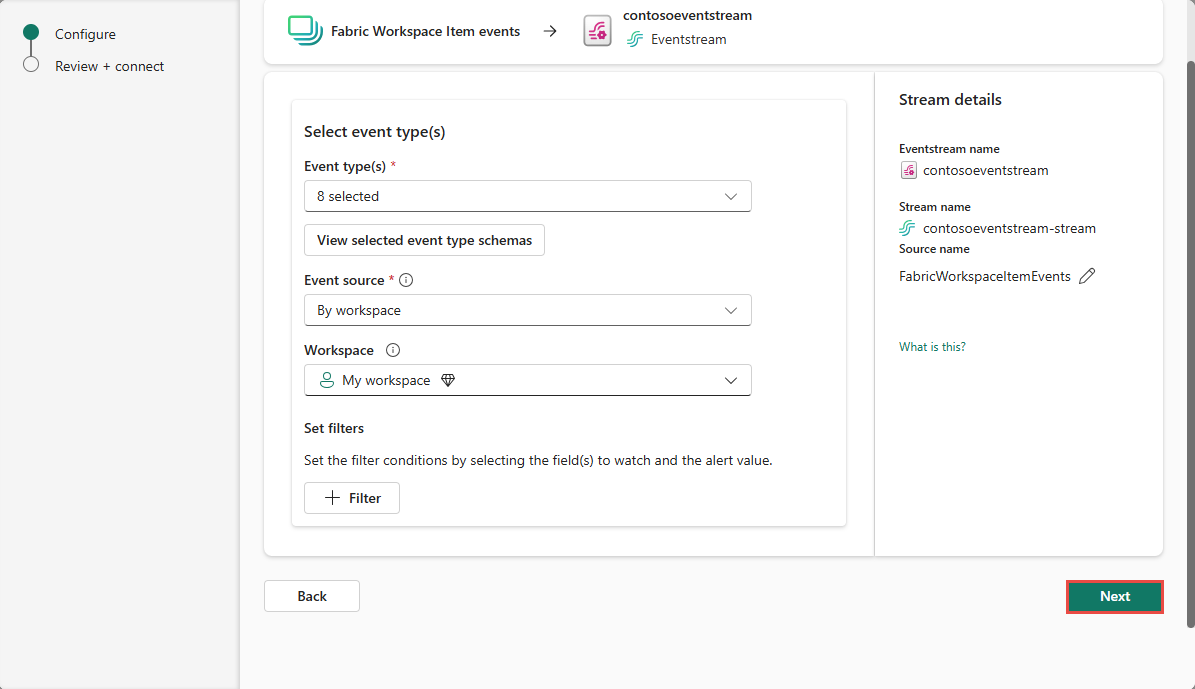 Configure
Review + connect
Fabric Workspace Item events
contosoeventstream
Eventstream
Select event type(s)
Event type(s) *
8 selected
View selected event type schemas
Event source *
By workspace
Workspace
My workspace
Set filters
Set the filter conditions by selecting the field(s) to watch and the alert value.
Filter
Stream details
Eventstream name
contosoeventstream
Stream name
contosoeventstream-stream
Source name
FabricWorkspaceItemEvents
What is this?
Back
Next